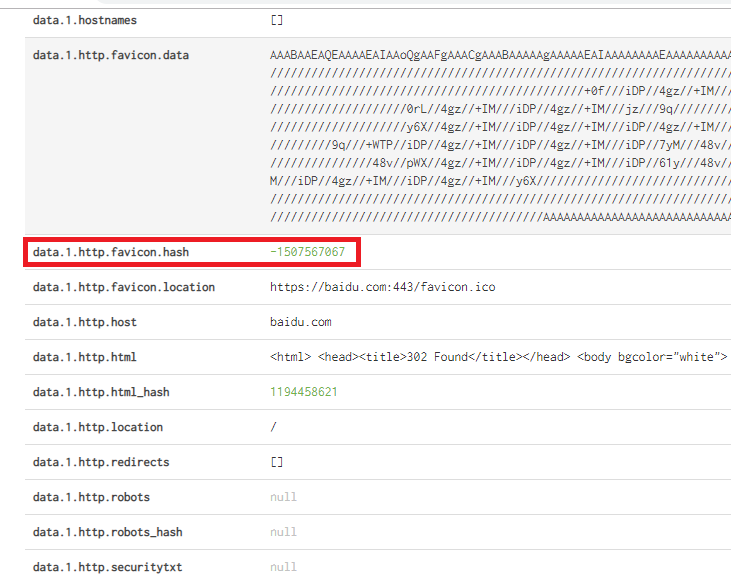 data.1.hostnames []
data.1.http.favicon.data AAABAAEAQEAAAAEAIAAoQgAAFgAAACgAAABAAAAAgAAAAAEAIAAAAAAAAEAAAAAAAAAA
////////////////////////////////////////////////////////////////////
//////////////////////////////////////////////+0f///iDP//4gz//+IM///
////////////////////0rL//4gz//+IM///iDP//4gz//+IM///jz///9q/////////
////////////////////y6X//4gz//+IM///iDP//4gz//+IM///iDP//4gz//+IM///
/////////9q///+WTP//iDP//4gz//+IM///iDP//4gz//+IM///iDP//7yM///48v//
///////////////48v//pWX//4gz//+IM///iDP//4gz//+IM///iDP//61y///48v//
M///iDP//4gz//+IM///iDP//4gz//+IM///y6X/////////////////////////////
////////////////////////////////////////////////////////////////////
////////////////////////////////////////AAAAAAAAAAAAAAAAAAAAAAAAAAAA
data.1.http.favicon.hash -1507567067
data.1.http.favicon.location https://baidu.com:443/favicon.ico
data.1.http.host baidu.com
data.1.http.html <html> <head><title>302 Found</title></head> <body bgcolor="white">
data.1.http.html_hash 1194458621
data.1.http.location /
data.1.http.redirects []
data.1.http.robots null
data.1.http.robots_hash null
data.1.http.securitytxt null